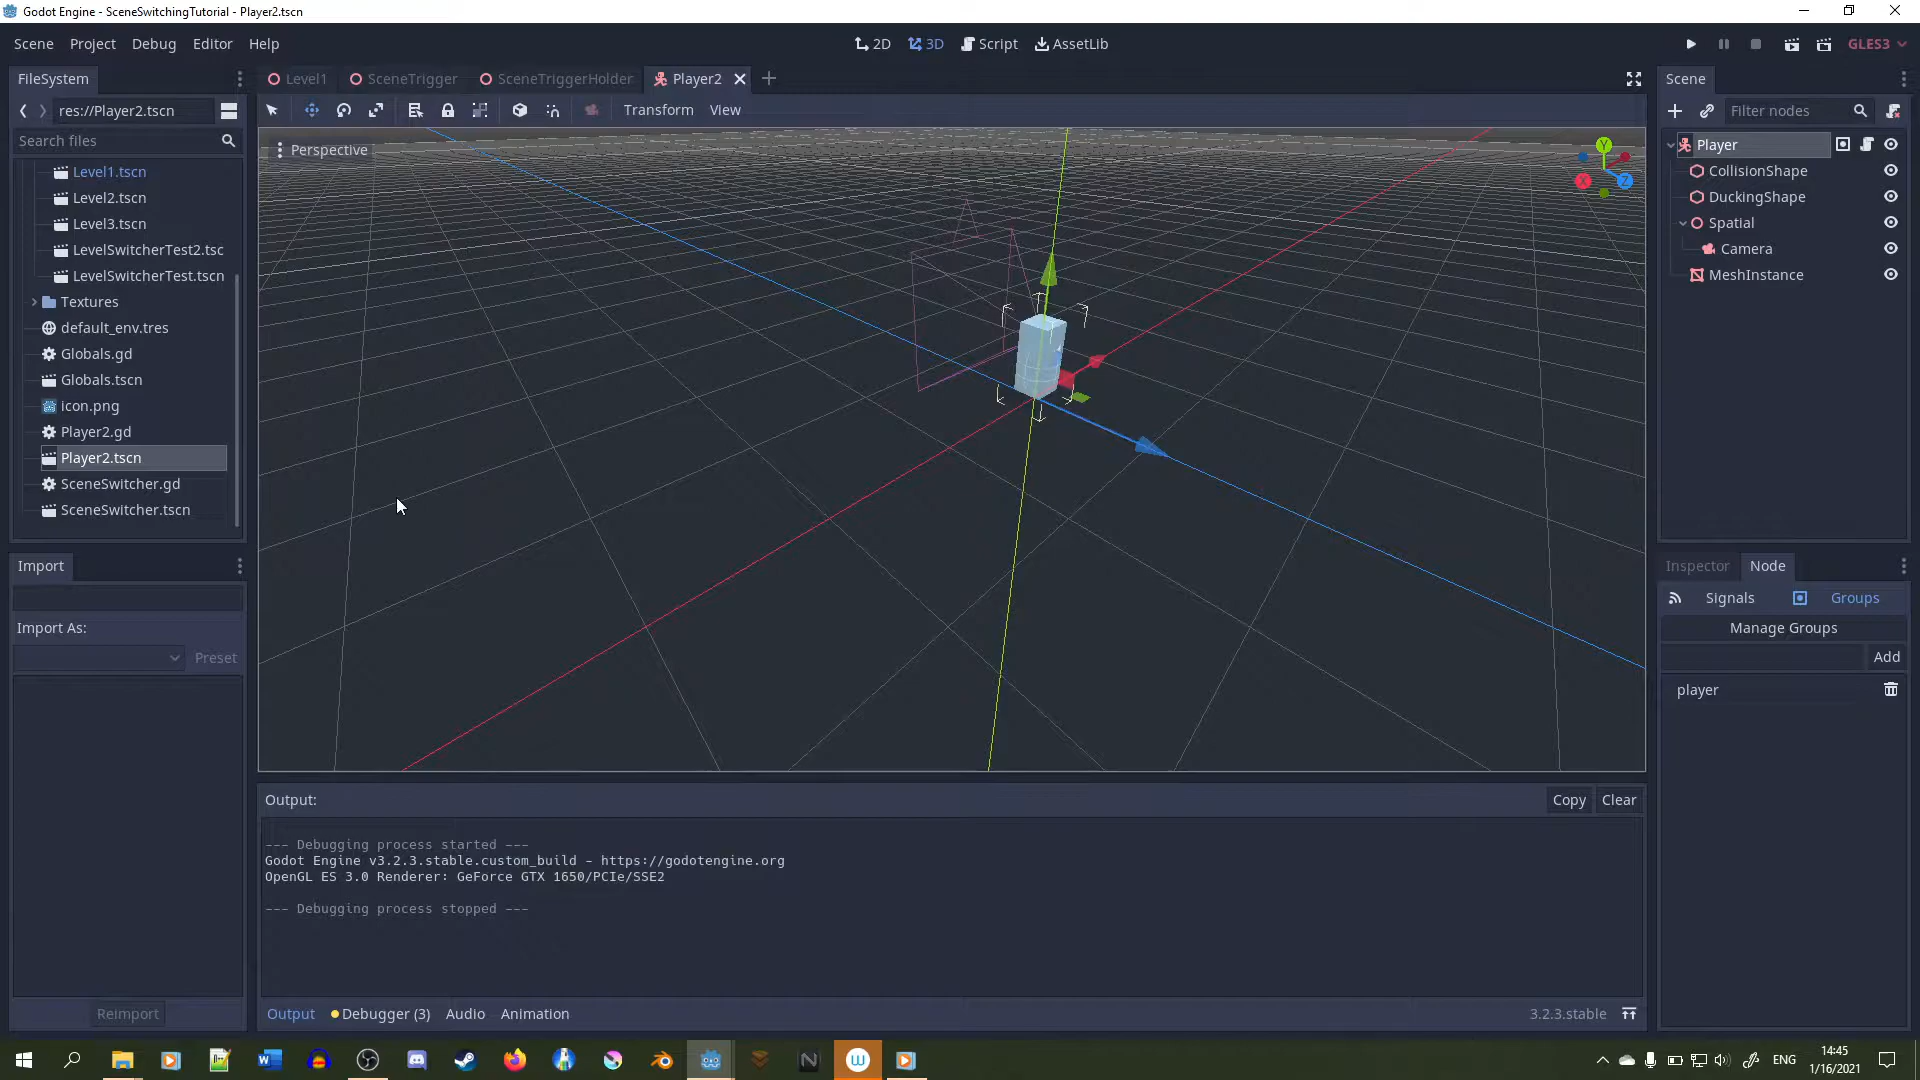 Godot Engine - SceneSwitchingTutorial - Player2.tscn
Scene Project Debug Editor Help
2D 3D Script AssetLib
GLES3
FileSystem
Level1 SceneTrigger SceneTriggerHolder Player2
Scene
res://Player2.tscn
Transform View
Filter nodes
Search files
Perspective
Y
X
Z
Level1.tscn
Level2.tscn
Level3.tscn
LevelSwitcherTest2.tsc
LevelSwitcherTest.tscn
Textures
default_env.tres
Globals.gd
Globals.tscn
icon.png
Player2.gd
Player2.tscn
SceneSwitcher.gd
SceneSwitcher.tscn
Player
CollisionShape
DuckingShape
Spatial
Camera
MeshInstance
Import
Import As:
Preset
Reimport
Inspector Node
Signals Groups
Manage Groups
Add
player
Output:
Copy Clear
--- Debugging process started ---
Godot Engine v3.2.3.stable.custom_build - https://godotengine.org
OpenGL ES 3.0 Renderer: GeForce GTX 1650/PCIe/SSE2
--- Debugging process stopped ---
Output Debugger (3) Audio Animation
3.2.3.stable
ENG
14:45
1/16/2021